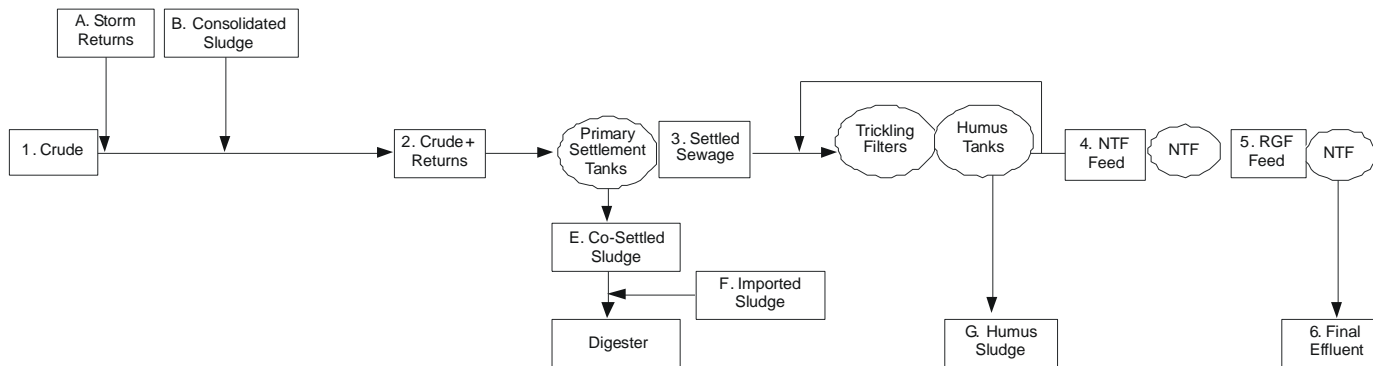 A. Storm
Returns
B. Consolidated
Sludge
1. Crude
2. Crude+
Returns
Primary
Settlement
Tanks
3. Settled
Sewage
Trickling
Filters
Humus
Tanks
4. NTF
Feed
NTF
5. RGF
Feed
NTF
E. Co-Settled
Sludge
F. Imported
Sludge
Digester
G. Humus
Sludge
6. Final
Effluent